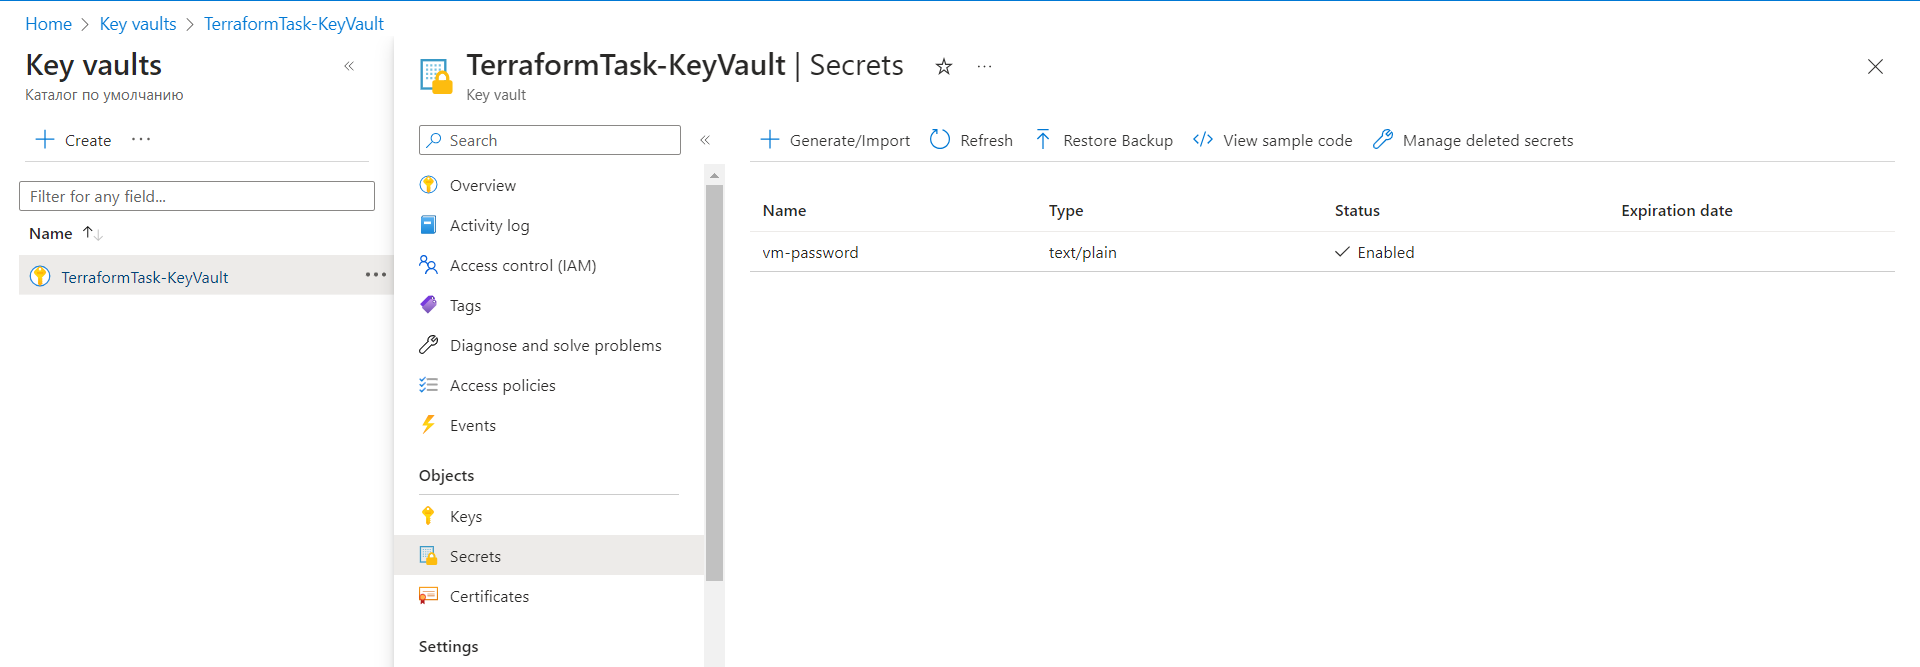 Home > Key vaults > TerraformTask-KeyVault
Key vaults «
Каталог по умолчанию
+ Create ···
Filter for any field...
Name ↑↓
TerraformTask-KeyVault ···
TerraformTask-KeyVault | Secrets ☆ ···
Key vault
Search «
Overview
Activity log
Access control (IAM)
Tags
Diagnose and solve problems
Access policies
Events
Objects
Keys
Secrets
Certificates
Settings
+ Generate/Import Refresh Restore Backup </> View sample code Manage deleted secrets
Name Type Status Expiration date
vm-password text/plain ✓ Enabled